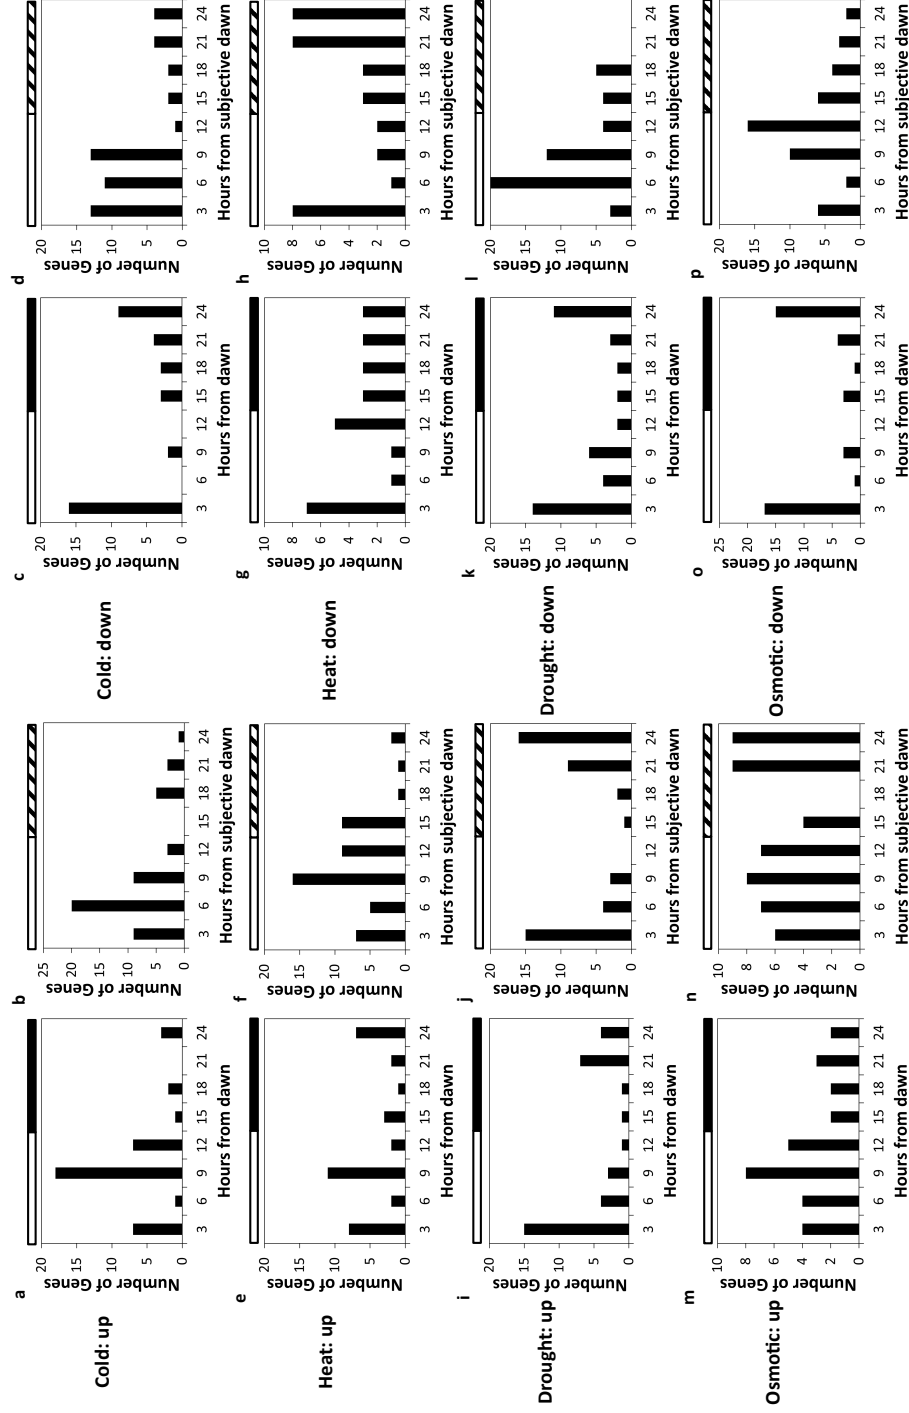 Cold: up
a
Number of Genes
20
15
10
5
0
3 6 9 12 15 18 21 24
Hours from dawn
b
Number of Genes
25
20
15
10
5
0
3 6 9 12 15 18 21 24
Hours from subjective dawn
Cold: down
c
Number of Genes
20
15
10
5
0
3 6 9 12 15 18 21 24
Hours from dawn
d
Number of Genes
20
15
10
5
0
3 6 9 12 15 18 21 24
Hours from subjective dawn
Heat: up
e
Number of Genes
20
15
10
5
0
3 6 9 12 15 18 21 24
Hours from dawn
f
Number of Genes
20
15
10
5
0
3 6 9 12 15 18 21 24
Hours from subjective dawn
Heat: down
g
Number of Genes
10
8
6
4
2
0
3 6 9 12 15 18 21 24
Hours from dawn
h
Number of Genes
10
8
6
4
2
0
3 6 9 12 15 18 21 24
Hours from subjective dawn
Drought: up
i
Number of Genes
20
15
10
5
0
3 6 9 12 15 18 21 24
Hours from dawn
j
Number of Genes
20
15
10
5
0
3 6 9 12 15 18 21 24
Hours from subjective dawn
Drought: down
k
Number of Genes
20
15
10
5
0
3 6 9 12 15 18 21 24
Hours from dawn
l
Number of Genes
20
15
10
5
0
3 6 9 12 15 18 21 24
Hours from subjective dawn
Osmotic: up
m
Number of Genes
10
8
6
4
2
0
3 6 9 12 15 18 21 24
Hours from dawn
n
Number of Genes
10
8
6
4
2
0
3 6 9 12 15 18 21 24
Hours from subjective dawn
Osmotic: down
o
Number of Genes
25
20
15
10
5
0
3 6 9 12 15 18 21 24
Hours from dawn
p
Number of Genes
20
15
10
5
0
3 6 9 12 15 18 21 24
Hours from subjective dawn